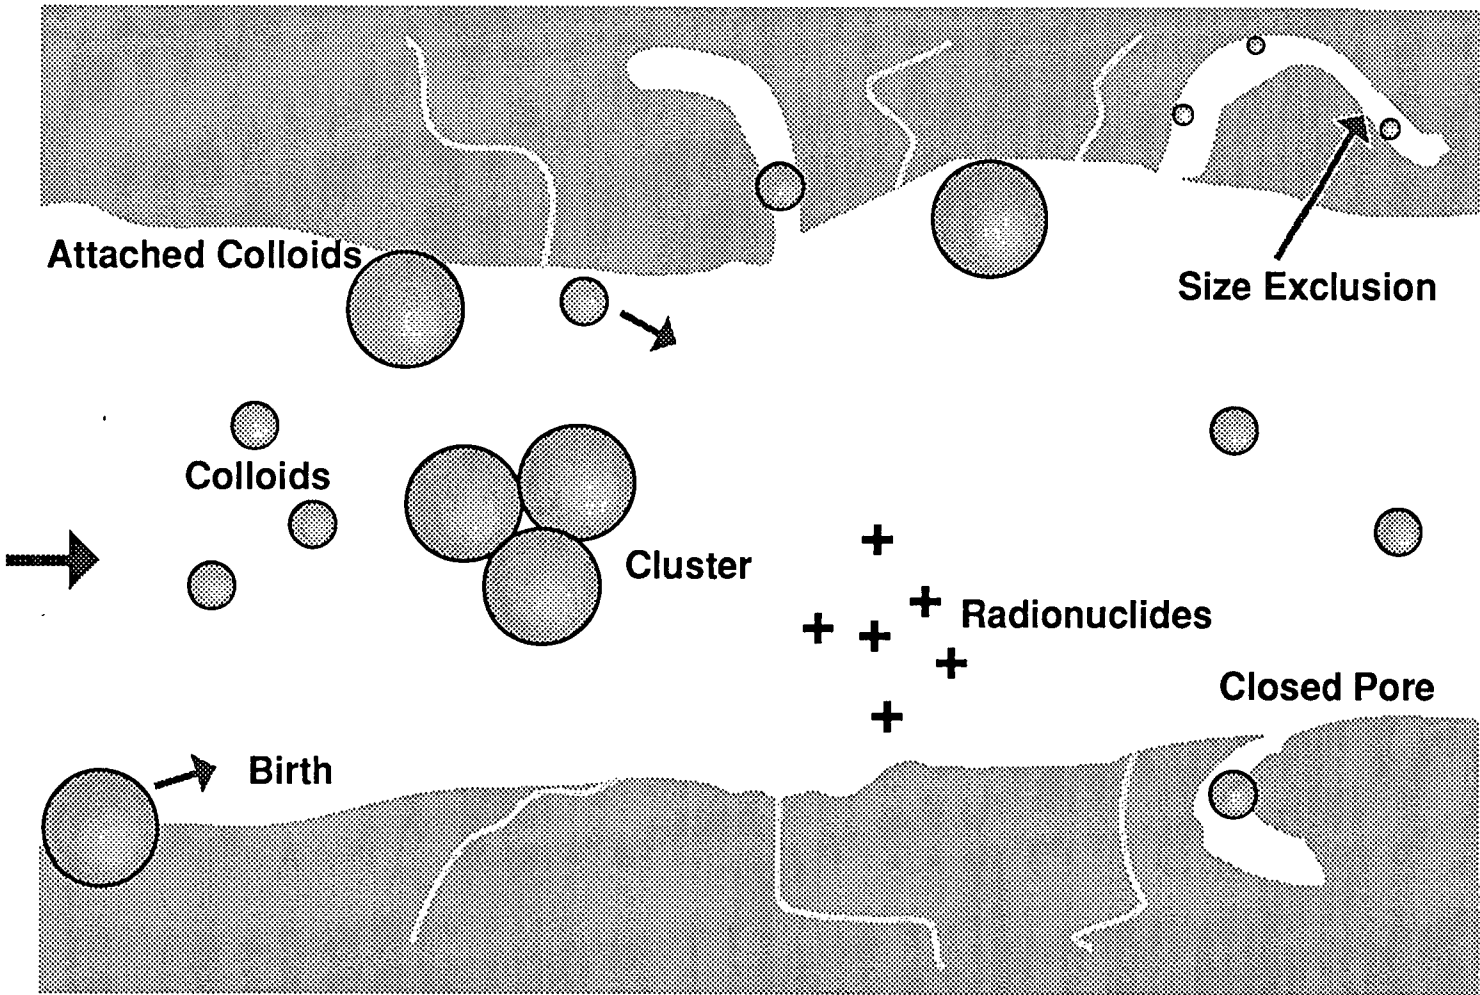 Attached Colloids
Size Exclusion
Colloids
Cluster
Radionuclides
Closed Pore
Birth